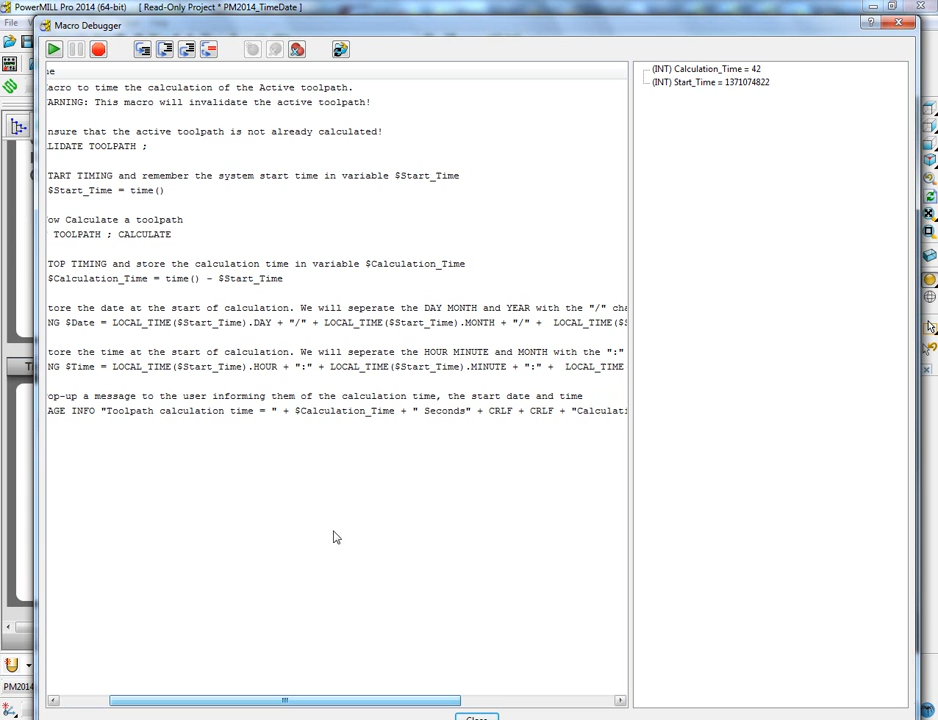 PowerMILL Pro 2014 (64-bit)    [ Read-Only Project * PM2014_TimeDate ]
File
Macro Debugger
ne
acro to time the calculation of the Active toolpath.
ARNING: This macro will invalidate the active toolpath!
nsure that the active toolpath is not already calculated!
LIDATE TOOLPATH ;
TART TIMING and remember the system start time in variable $Start_Time
$Start_Time = time()
ow Calculate a toolpath
TOOLPATH ; CALCULATE
TOP TIMING and store the calculation time in variable $Calculation_Time
$Calculation_Time = time() - $Start_Time
tore the date at the start of calculation. We will seperate the DAY MONTH and YEAR with the "/" cha
NG $Date = LOCAL_TIME($Start_Time).DAY + "/" + LOCAL_TIME($Start_Time).MONTH + "/" +  LOCAL_TIME($S
tore the time at the start of calculation. We will seperate the HOUR MINUTE and MONTH with the ":"
NG $Time = LOCAL_TIME($Start_Time).HOUR + ":" + LOCAL_TIME($Start_Time).MINUTE + ":" +  LOCAL_TIME
op-up a message to the user informing them of the calculation time, the start date and time
AGE INFO "Toolpath calculation time = " + $Calculation_Time + " Seconds" + CRLF + CRLF + "Calculati
(INT) Calculation_Time = 42
(INT) Start_Time = 1371074822
PM2014
Close